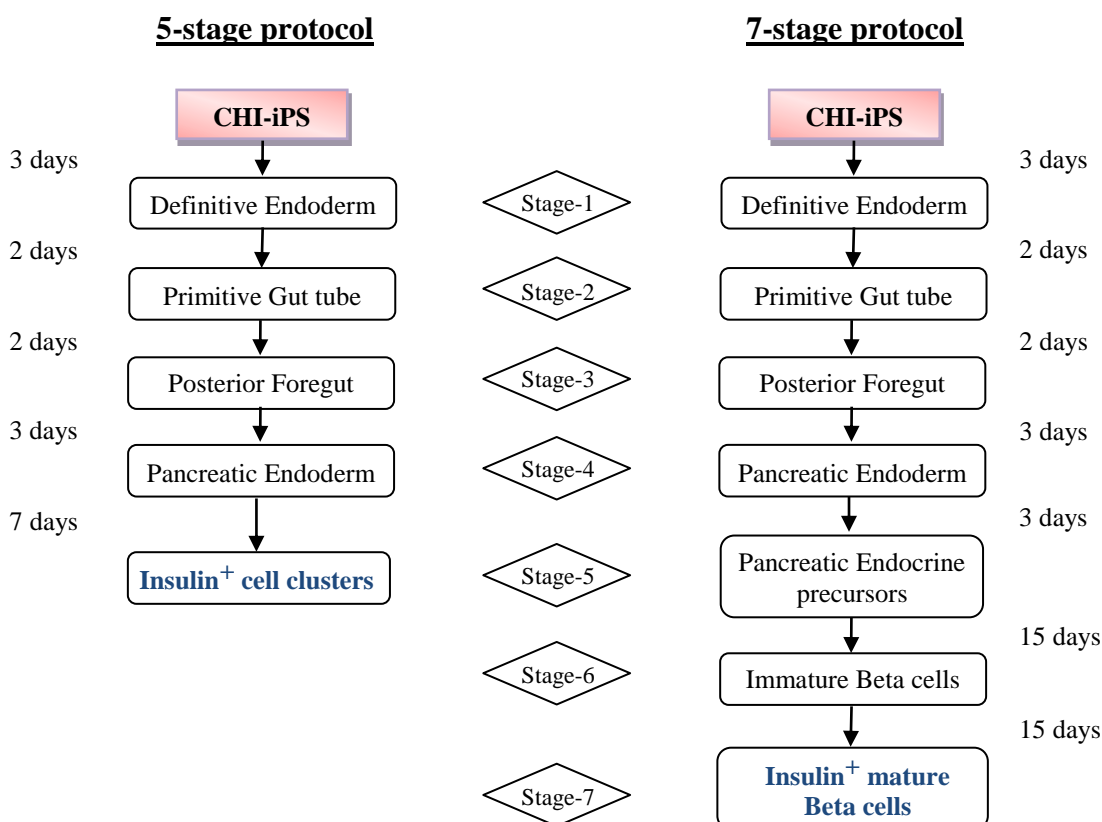 5-stage protocol
7-stage protocol
CHI-iPS
CHI-iPS
3 days
3 days
Definitive Endoderm
Stage-1
Definitive Endoderm
2 days
2 days
Primitive Gut tube
Stage-2
Primitive Gut tube
2 days
2 days
Posterior Foregut
Stage-3
Posterior Foregut
3 days
3 days
Pancreatic Endoderm
Stage-4
Pancreatic Endoderm
7 days
3 days
Insulin⁺ cell clusters
Stage-5
Pancreatic Endocrine
precursors
15 days
Stage-6
Immature Beta cells
15 days
Stage-7
Insulin⁺ mature
Beta cells